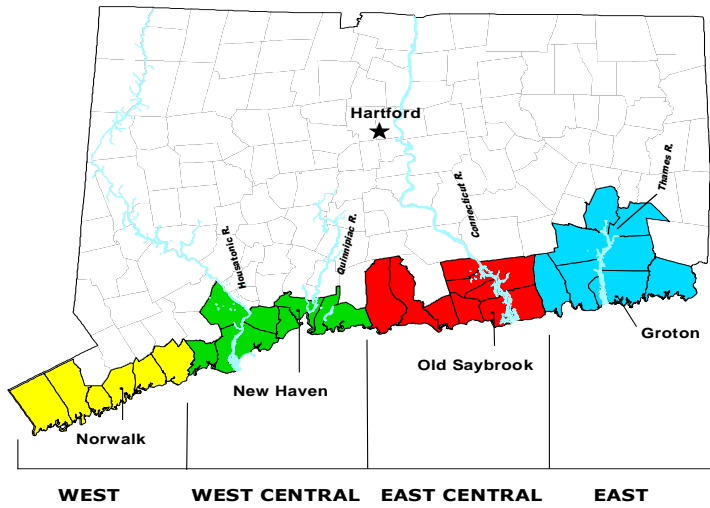 Hartford
Thames R.
Connecticut R.
Quinnipiac R.
Housatonic R.
Groton
Old Saybrook
New Haven
Norwalk
WEST
WEST CENTRAL
EAST CENTRAL
EAST